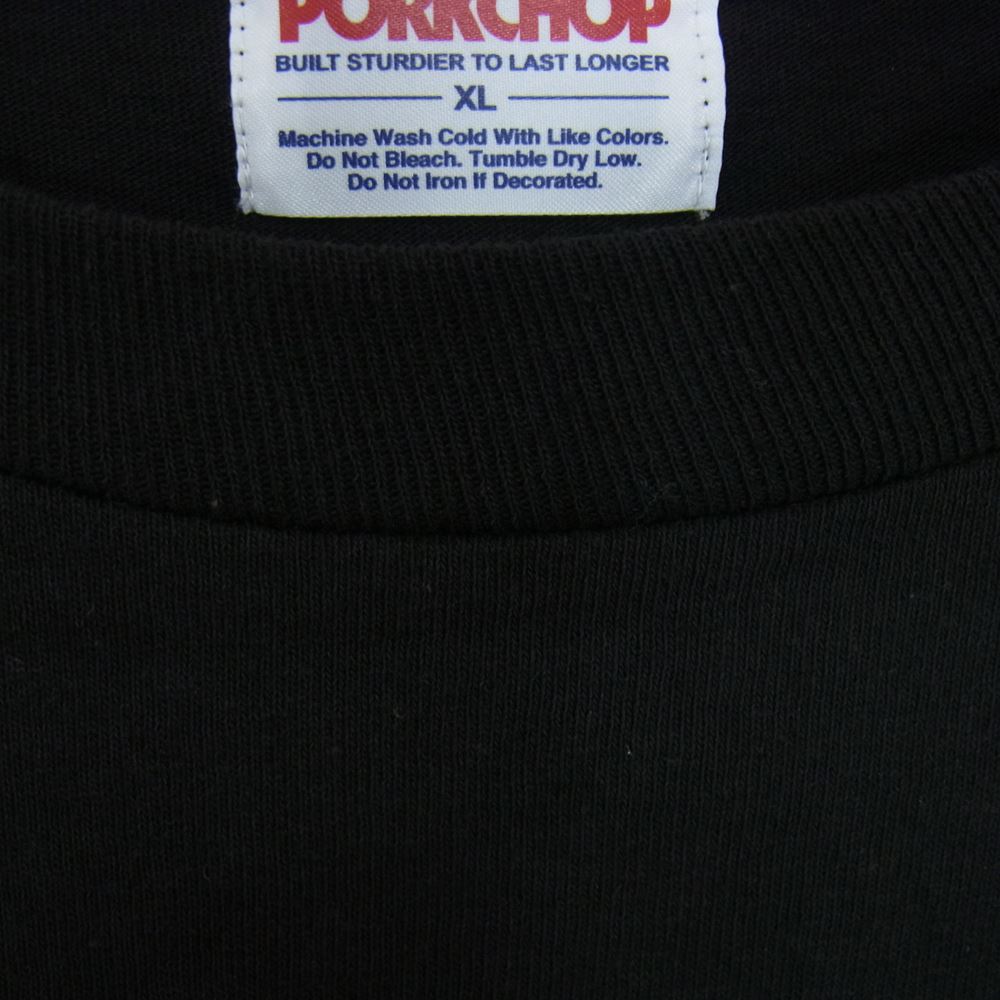 PORKCHOP
BUILT STURDIER TO LAST LONGER
XL
Machine Wash Cold With Like Colors.
Do Not Bleach. Tumble Dry Low.
Do Not Iron If Decorated.